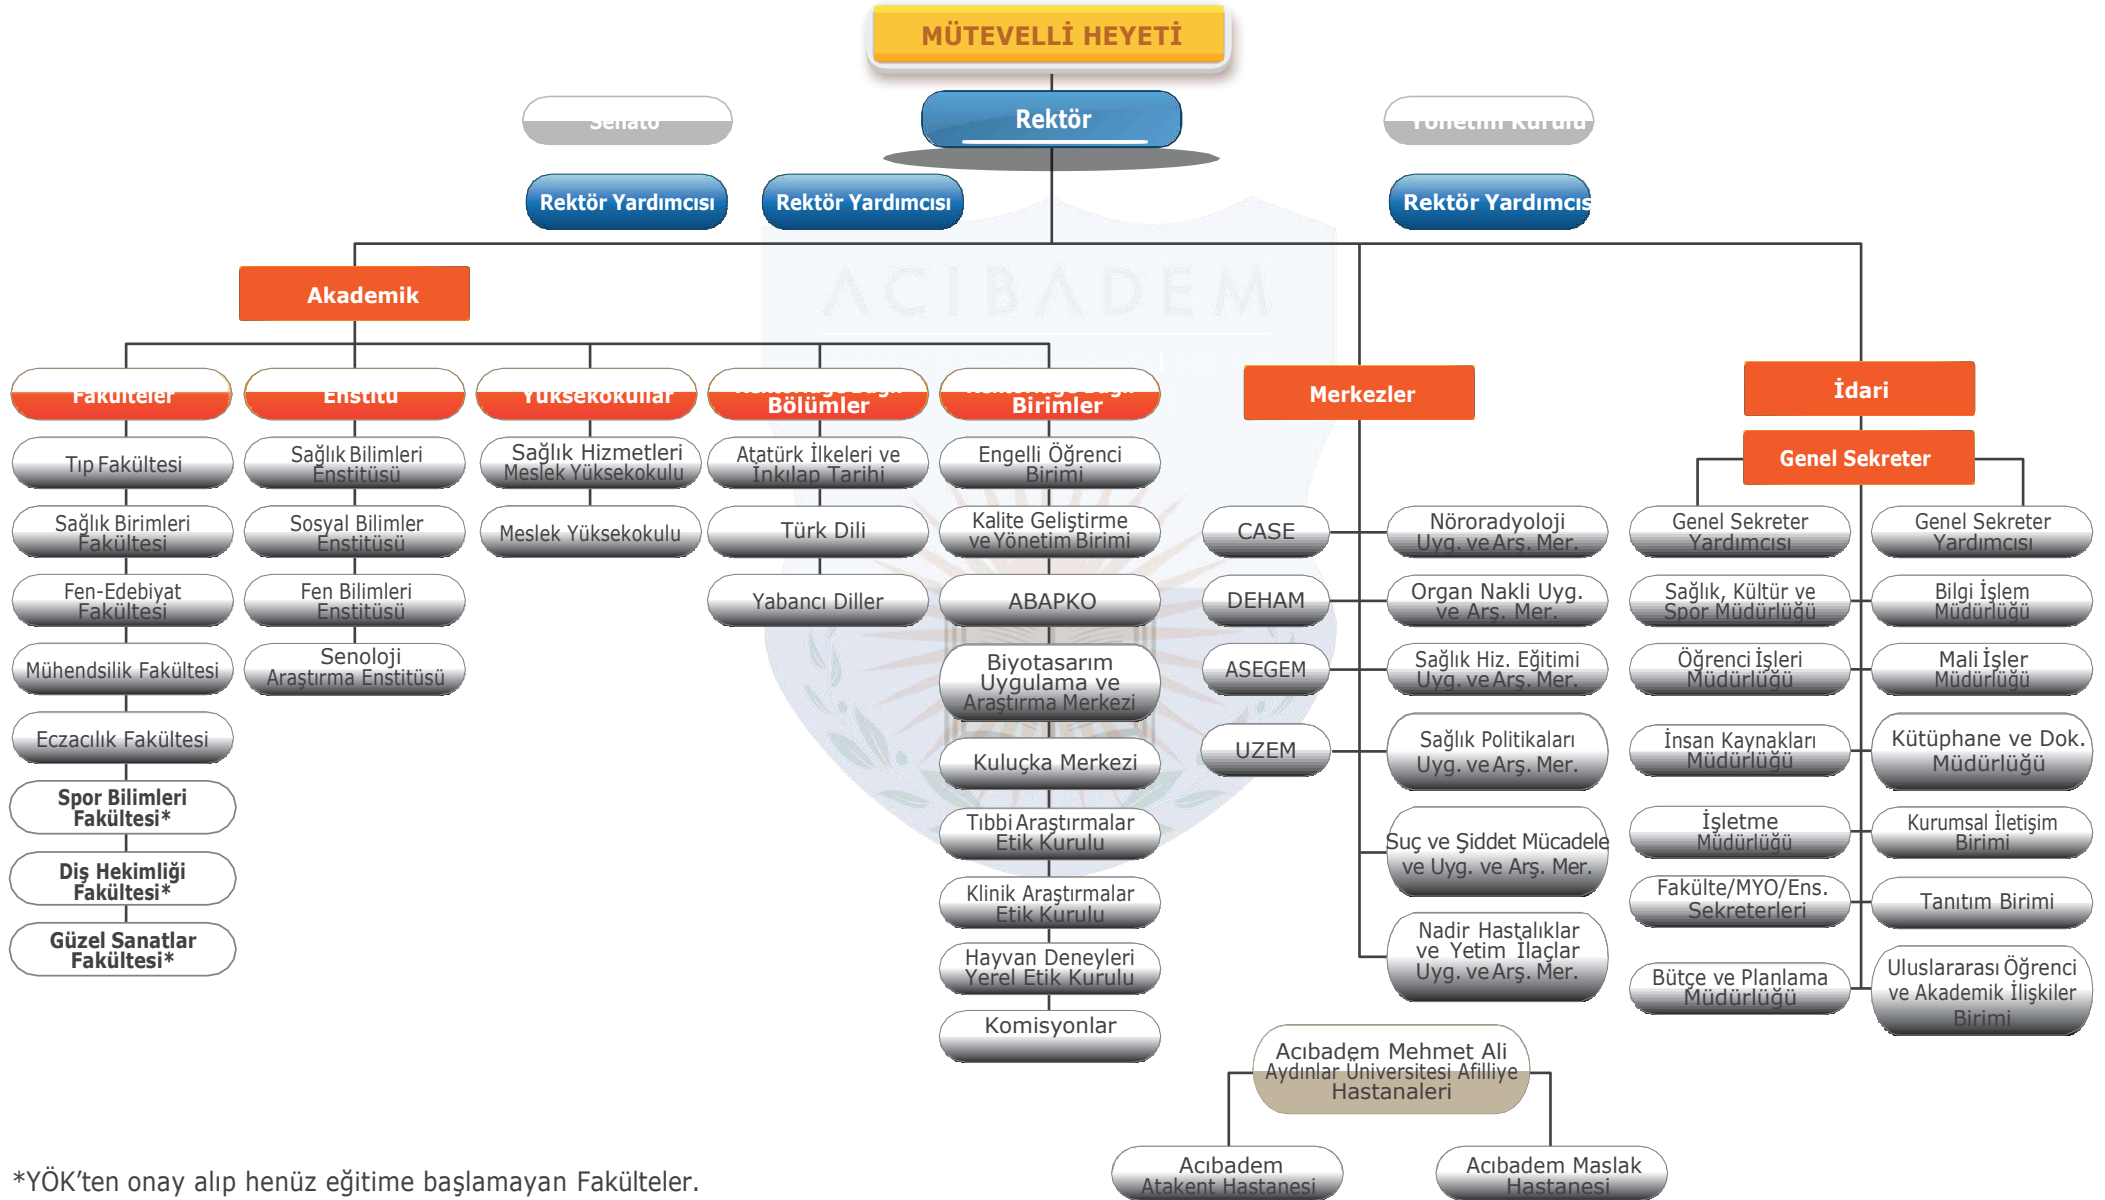 MÜTEVELLİ HEYETİ
Rektör
Senato
Yönetim Kurulu
Rektör Yardımcısı
Rektör Yardımcısı
Rektör Yardımcıs
ACIBADEM
Akademik
Fakülteler
Tıp Fakültesi
Sağlık Birimleri
Fakültesi
Fen-Edebiyat
Fakültesi
Mühendsilik Fakültesi
Eczacılık Fakültesi
Spor Bilimleri
Fakültesi*
Diş Hekimliği
Fakültesi*
Güzel Sanatlar
Fakültesi*
Enstitü
Sağlık Bilimleri
Enstitüsü
Sosyal Bilimler
Enstitüsü
Fen Bilimleri
Enstitüsü
Senoloji
Araştırma Enstitüsü
Yüksekokullar
Sağlık Hizmetleri
Meslek Yüksekokulu
Meslek Yüksekokulu
Bölümler
Atatürk İlkeleri ve
İnkılap Tarihi
Türk Dili
Yabancı Diller
Birimler
Engelli Öğrenci
Birimi
Kalite Geliştirme
ve Yönetim Birimi
ABAPKO
Biyotasarım
Uygulama ve
Araştırma Merkezi
Kuluçka Merkezi
Tıbbi Araştırmalar
Etik Kurulu
Klinik Araştırmalar
Etik Kurulu
Hayvan Deneyleri
Yerel Etik Kurulu
Komisyonlar
Merkezler
CASE
DEHAM
ASEGEM
UZEM
Nöroradyoloji
Uyg. ve Arş. Mer.
Organ Nakli Uyg.
ve Arş. Mer.
Sağlık Hiz. Eğitimi
Uyg. ve Arş. Mer.
Sağlık Politikaları
Uyg. ve Arş. Mer.
Suç ve Şiddet Mücadele
ve Uyg. ve Arş. Mer.
Nadir Hastalıklar
ve Yetim İlaçlar
Uyg. ve Arş. Mer.
İdari
Genel Sekreter
Genel Sekreter
Yardımcısı
Sağlık, Kültür ve
Spor Müdürlüğü
Öğrenci İşleri
Müdürlüğü
İnsan Kaynakları
Müdürlüğü
İşletme
Müdürlüğü
Fakülte/MYO/Ens.
Sekreterleri
Bütçe ve Planlama
Müdürlüğü
Genel Sekreter
Yardımcısı
Bilgi İşlem
Müdürlüğü
Mali İşler
Müdürlüğü
Kütüphane ve Dok.
Müdürlüğü
Kurumsal İletişim
Birimi
Tanıtım Birimi
Uluslararası Öğrenci
ve Akademik İlişkiler
Birimi
Acıbadem Mehmet Ali
Aydınlar Üniversitesi Afilliye
Hastanaleri
Acıbadem
Atakent Hastanesi
Acıbadem Maslak
Hastanesi
*YÖK’ten onay alıp henüz eğitime başlamayan Fakülteler.